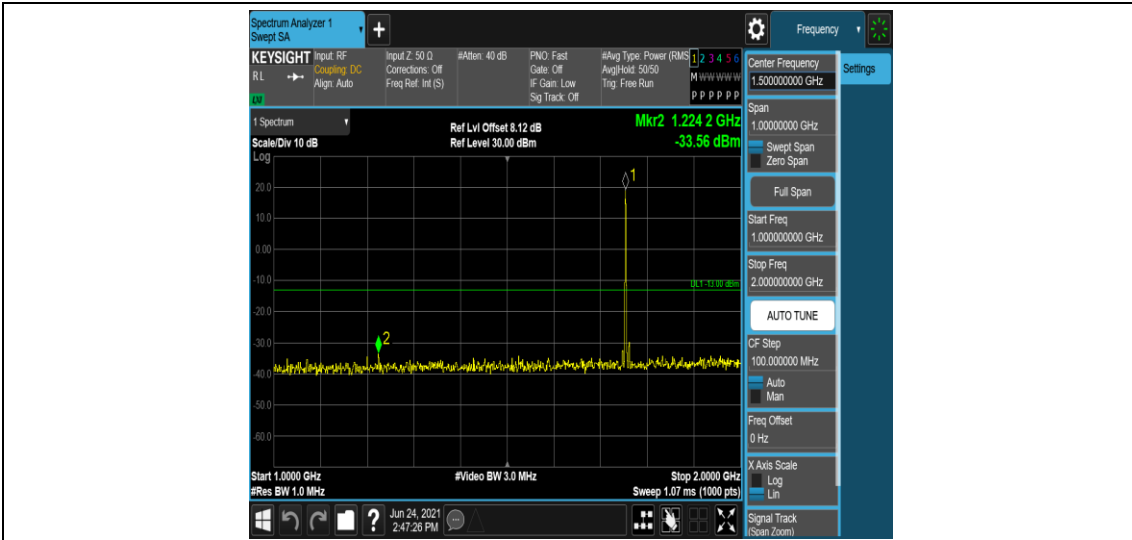 Spectrum Analyzer 1
Swept SA
+
Frequency
KEYSIGHT
RL
LXI
Input: RF
Coupling: DC
Align: Auto
Input Z: 50 Ω
Corrections: Off
Freq Ref: Int (S)
#Atten: 40 dB
PNO: Fast
Gate: Off
IF Gain: Low
Sig Track: Off
#Avg Type: Power (RMS
Avg|Hold: 50/50
Trig: Free Run
1 2 3 4 5 6
M W W W W W
P P P P P P
1 Spectrum
Scale/Div 10 dB
Log
Ref Lvl Offset 8.12 dB
Ref Level 30.00 dBm
Mkr2 1.224 2 GHz
-33.56 dBm
1
20.0
10.0
0.00
-10.0
DL1 -13.00 dBm
-20.0
-30.0
2
-40.0
-50.0
-60.0
Start 1.0000 GHz
#Res BW 1.0 MHz
#Video BW 3.0 MHz
Stop 2.0000 GHz
Sweep 1.07 ms (1000 pts)
?
Jun 24, 2021
2:47:26 PM
Center Frequency
1.500000000 GHz
Settings
Span
1.00000000 GHz
Swept Span
Zero Span
Full Span
Start Freq
1.000000000 GHz
Stop Freq
2.000000000 GHz
AUTO TUNE
CF Step
100.000000 MHz
Auto
Man
Freq Offset
0 Hz
X Axis Scale
Log
Lin
Signal Track
(Span Zoom)